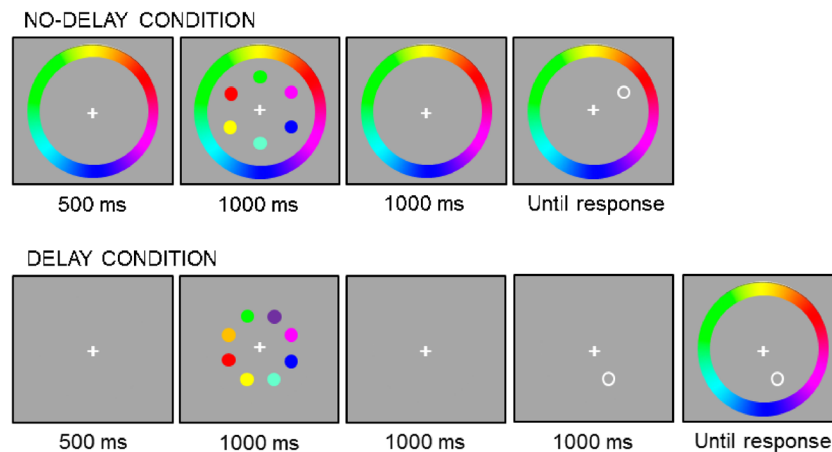 NO-DELAY CONDITION
500 ms
1000 ms
1000 ms
Until response
DELAY CONDITION
500 ms
1000 ms
1000 ms
1000 ms
Until response